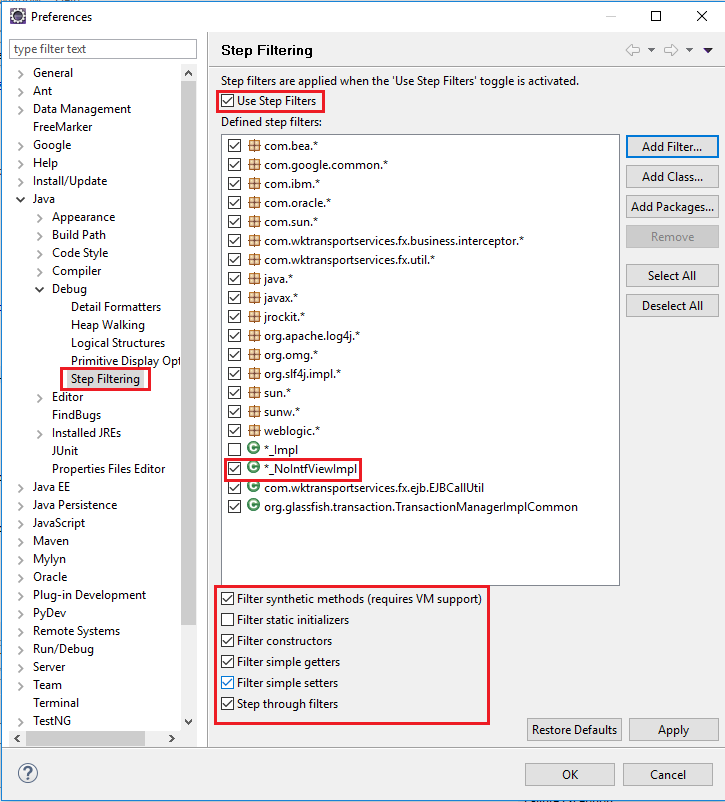 Preferences
type filter text
General
Ant
Data Management
FreeMarker
Google
Help
Install/Update
Java
Appearance
Build Path
Code Style
Compiler
Debug
Detail Formatters
Heap Walking
Logical Structures
Primitive Display Opt
Step Filtering
Editor
FindBugs
Installed JREs
JUnit
Properties Files Editor
Java EE
Java Persistence
JavaScript
Maven
Mylyn
Oracle
Plug-in Development
PyDev
Remote Systems
Run/Debug
Server
Team
Terminal
TestNG
Step Filtering
Step filters are applied when the 'Use Step Filters' toggle is activated.
Use Step Filters
Defined step filters:
com.bea.*
com.google.common.*
com.ibm.*
com.oracle.*
com.sun.*
com.wktransportservices.fx.business.interceptor.*
com.wktransportservices.fx.util.*
java.*
javax.*
jrockit.*
org.apache.log4j.*
org.omg.*
org.slf4j.impl.*
sun.*
sunw.*
weblogic.*
*_Impl
*_NoIntfViewImpl
com.wktransportservices.fx.ejb.EJBCallUtil
org.glassfish.transaction.TransactionManagerImplCommon
Add Filter...
Add Class...
Add Packages...
Remove
Select All
Deselect All
Filter synthetic methods (requires VM support)
Filter static initializers
Filter constructors
Filter simple getters
Filter simple setters
Step through filters
Restore Defaults
Apply
OK
Cancel